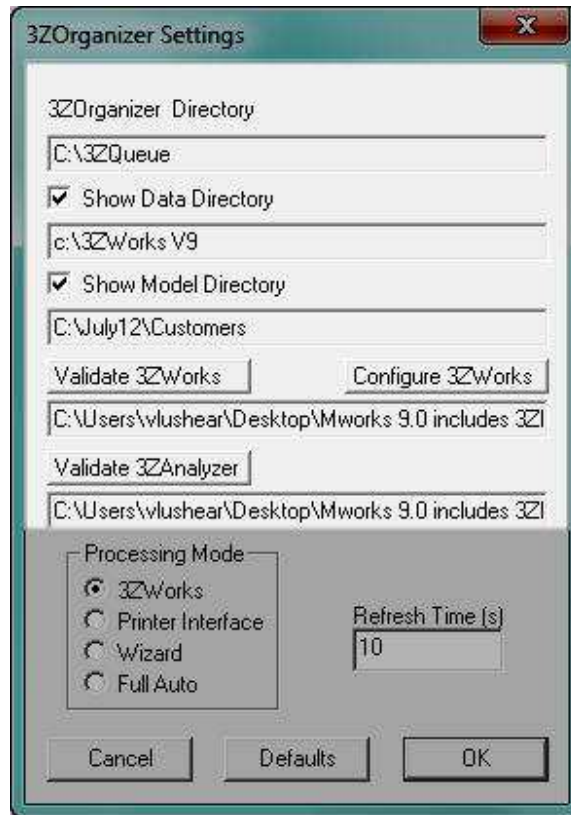 3ZOrganizer Settings
3ZOrganizer Directory
C:\3ZQueue
Show Data Directory
c:\3ZWorks V9
Show Model Directory
C:\July12\Customers
Validate 3ZWorks
Configure 3ZWorks
C:\Users\vlushear\Desktop\Mworks 9.0 includes 3ZI
Validate 3ZAnalyzer
C:\Users\vlushear\Desktop\Mworks 9.0 includes 3ZI
Processing Mode
3ZWorks
Printer Interface
Wizard
Full Auto
Refresh Time (s)
10
Cancel
Defaults
OK